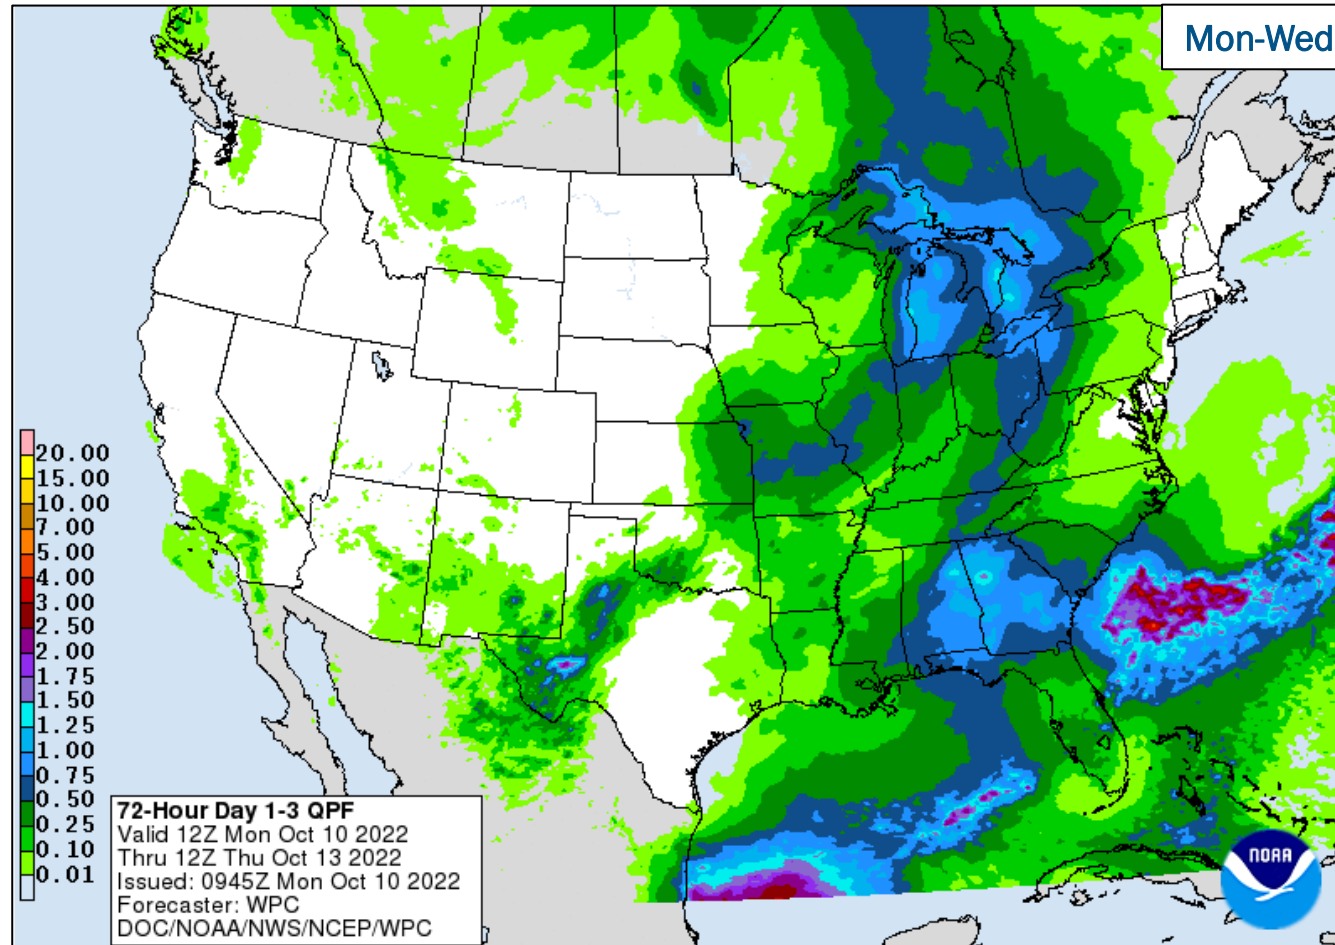 Mon-Wed
20.00
15.00
10.00
7.00
5.00
4.00
3.00
2.50
2.00
1.75
1.50
1.25
1.00
0.75
0.50
0.25
0.10
0.01
72-Hour Day 1-3 QPF
Valid 12Z Mon Oct 10 2022
Thru 12Z Thu Oct 13 2022
Issued: 0945Z Mon Oct 10 2022
Forecaster: WPC
DOC/NOAA/NWS/NCEP/WPC
NOAA